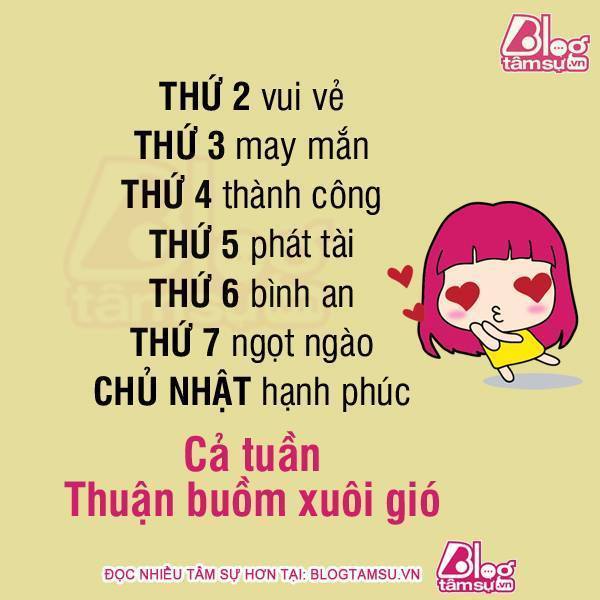 Blog
tâmsự.vn
THỨ 2 vui vẻ
THỨ 3 may mắn
THỨ 4 thành công
THỨ 5 phát tài
THỨ 6 bình an
THỨ 7 ngọt ngào
CHỦ NHẬT hạnh phúc
Cả tuần
Thuận buồm xuôi gió
ĐỌC NHIỀU TÂM SỰ HƠN TẠI: BLOGTAMSU.VN
Blog
tâmsự.vn